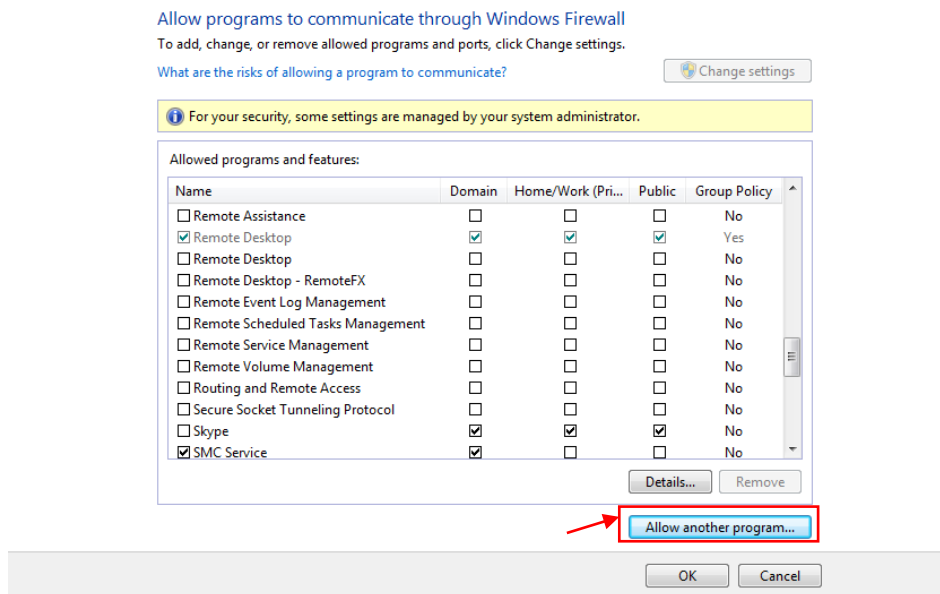 Allow programs to communicate through Windows Firewall
To add, change, or remove allowed programs and ports, click Change settings.
What are the risks of allowing a program to communicate?
Change settings
For your security, some settings are managed by your system administrator.
Allowed programs and features:
Name Domain Home/Work (Pri... Public Group Policy
Remote Assistance No
Remote Desktop Yes
Remote Desktop No
Remote Desktop - RemoteFX No
Remote Event Log Management No
Remote Scheduled Tasks Management No
Remote Service Management No
Remote Volume Management No
Routing and Remote Access No
Secure Socket Tunneling Protocol No
Skype No
SMC Service No
Details... Remove
Allow another program...
OK Cancel